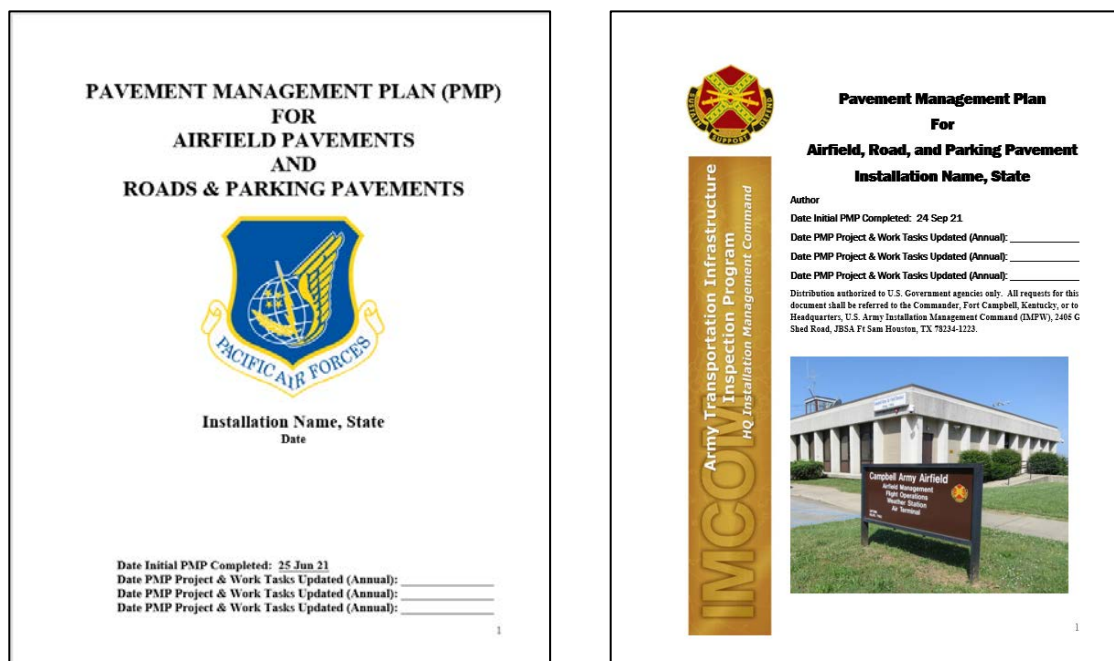 PAVEMENT MANAGEMENT PLAN (PMP)
FOR
AIRFIELD PAVEMENTS
AND
ROADS & PARKING PAVEMENTS
PACIFIC AIR FORCES
Installation Name, State
Date
Date Initial PMP Completed: 25 Jun 21
Date PMP Project & Work Tasks Updated (Annual): ______________
Date PMP Project & Work Tasks Updated (Annual): ______________
Date PMP Project & Work Tasks Updated (Annual): ______________
1
SUSTAIN SUPPORT DEFEND
IMCOM
Army Transportation Infrastructure
Inspection Program
HQ Installation Management Command
Pavement Management Plan
For
Airfield, Road, and Parking Pavement
Installation Name, State
Author
Date Initial PMP Completed: 24 Sep 21
Date PMP Project & Work Tasks Updated (Annual): ______________
Date PMP Project & Work Tasks Updated (Annual): ______________
Date PMP Project & Work Tasks Updated (Annual): ______________
Distribution authorized to U.S. Government agencies only. All requests for this
document shall be referred to the Commander, Fort Campbell, Kentucky, or to
Headquarters, U.S. Army Installation Management Command (IMPW), 2405 G
Shed Road, JBSA Ft Sam Houston, TX 78234-1223.
Campbell Army Airfield
Airfield Management
Flight Operations
Weather Station
Air Terminal
1